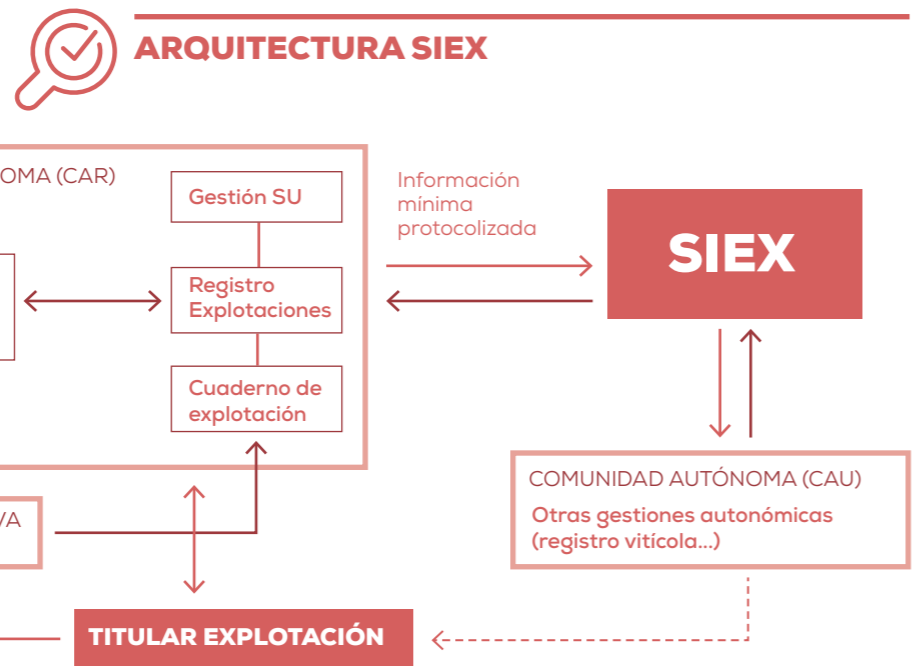 ARQUITECTURA SIEX
OMA (CAR)
Gestión SU
Registro
Explotaciones
Cuaderno de
explotación
Información
mínima
protocolizada
SIEX
COMUNIDAD AUTÓNOMA (CAU)
Otras gestiones autonómicas
(registro vitícola...)
VA
TITULAR EXPLOTACIÓN